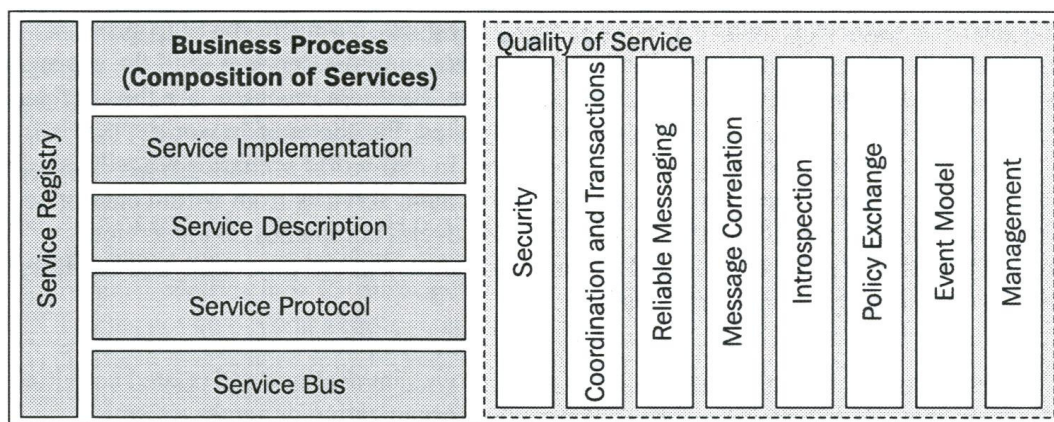 Service Registry
Business Process
(Composition of Services)
Service Implementation
Service Description
Service Protocol
Service Bus
Quality of Service
Security
Coordination and Transactions
Reliable Messaging
Message Correlation
Introspection
Policy Exchange
Event Model
Management